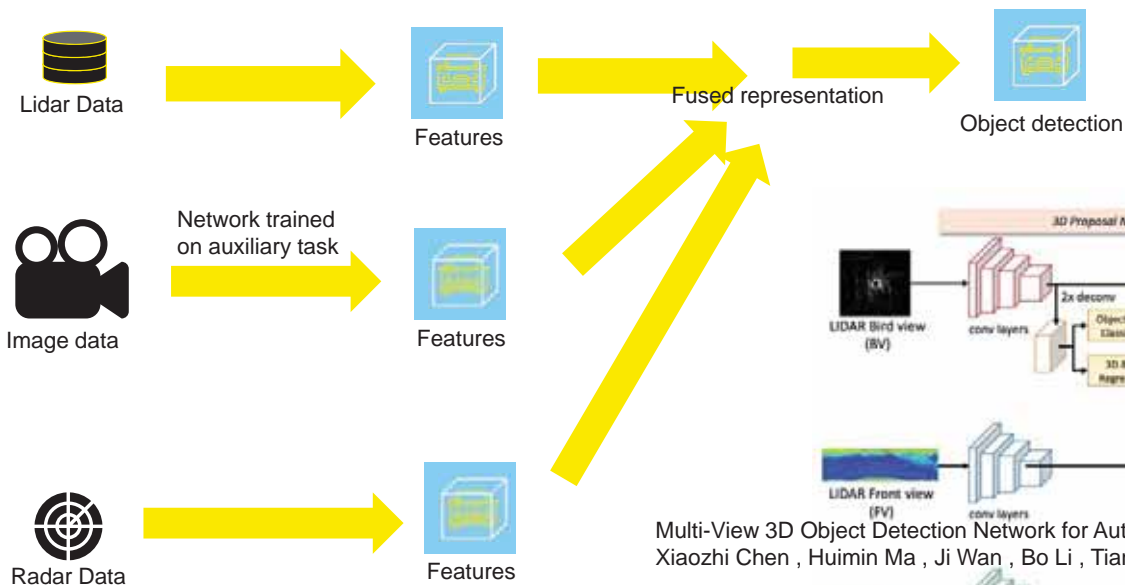 Lidar Data
Features
Fused representation
Object detection
Network trained
on auxiliary task
Image data
Features
Radar Data
Features
3D Proposal
LIDAR Bird view
(BV)
conv layers
2x deconv
3D
LIDAR Front view
(FV)
conv layers
Multi-View 3D Object Detection Network for Aut
Xiaozhi Chen , Huimin Ma , Ji Wan , Bo Li , Tian